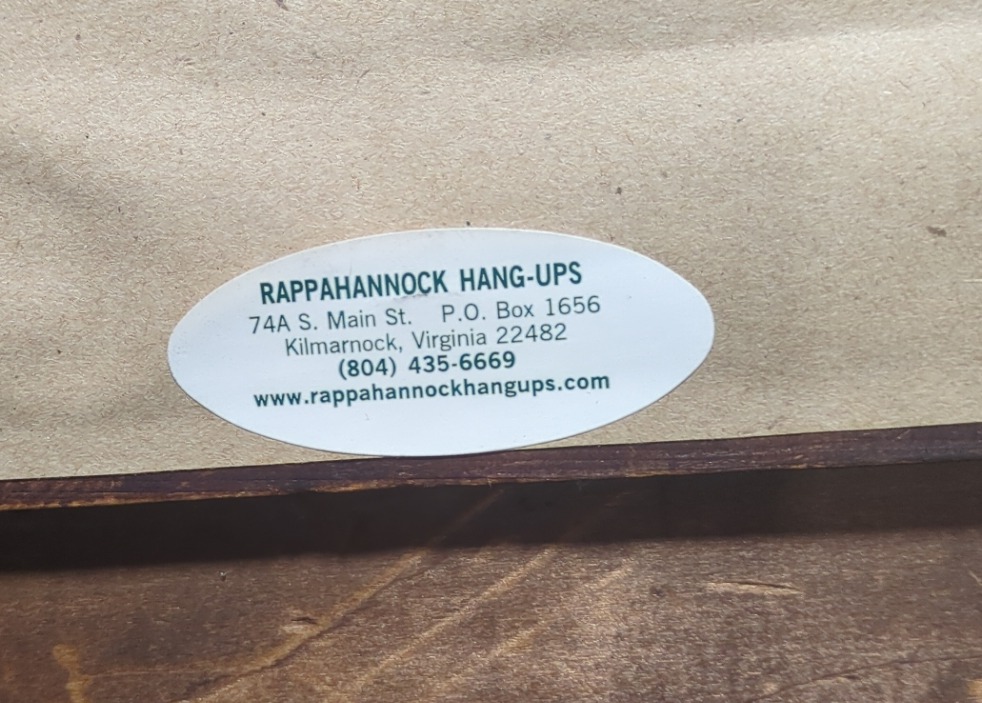 RAPPAHANNOCK HANG-UPS
74A S. Main St. P.O. Box 1656
Kilmarnock, Virginia 22482
(804) 435-6669
www.rappahannockhangups.com